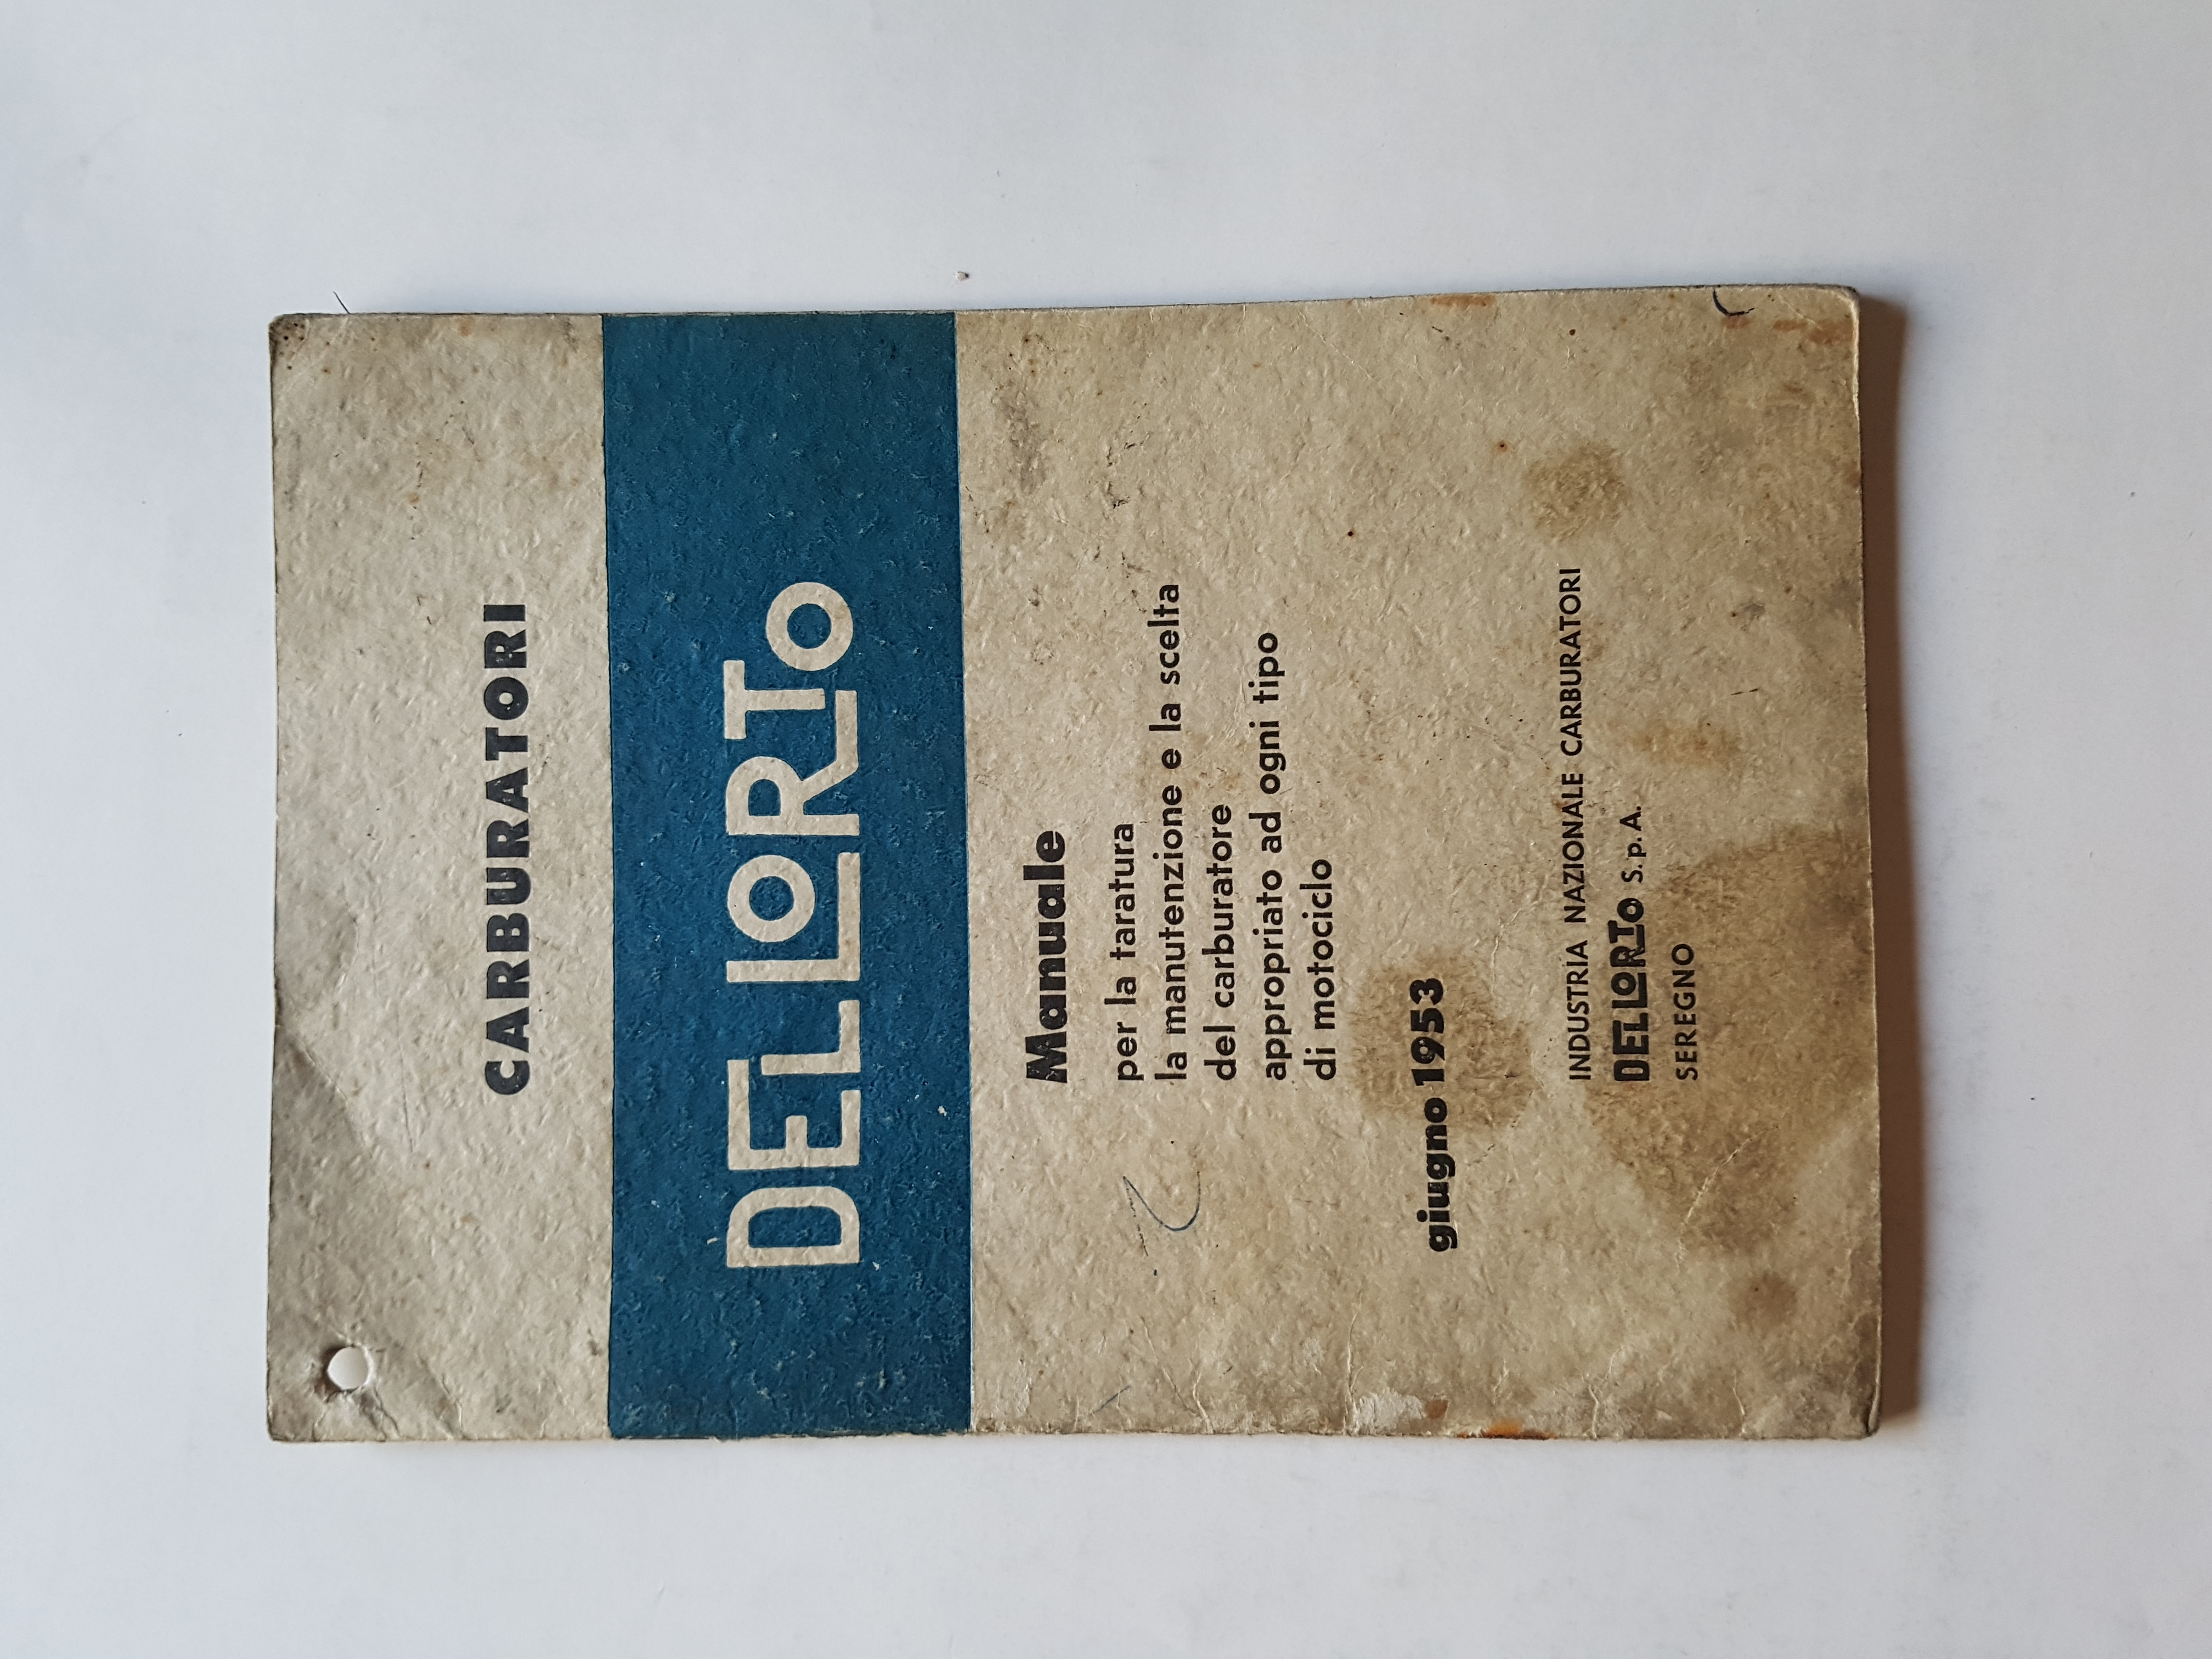 CARBURATORI
DELLORTO
Manuale
per la taratura
la manutenzione e la scelta
del carburatore
appropriato ad ogni tipo
di motociclo
giugno 1953
INDUSTRIA NAZIONALE CARBURATORI
DELLORTO S.p.A.
SEREGNO